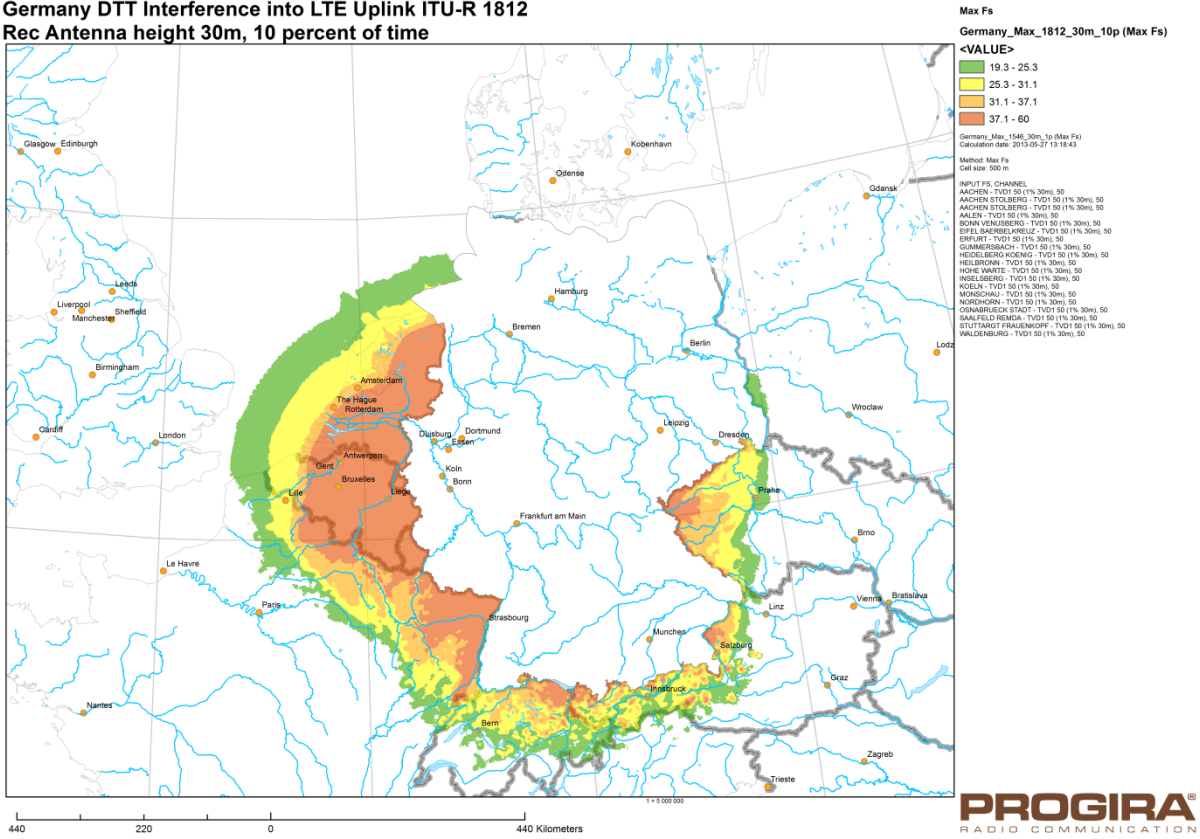 Germany DTT Interference into LTE Uplink ITU-R 1812
Rec Antenna height 30m, 10 percent of time
Max Fs
Germany_Max_1812_30m_10p (Max Fs)
<VALUE>
19.3 - 25.3
25.3 - 31.1
31.1 - 37.1
37.1 - 60
Germany_Max_1546_30m_1p (Max Fs)
Calculation date: 2013-05-27 13:18:43
Method: Max Fs
Cell size: 500 m
INPUT FS, CHANNEL
AACHEN - TVD1 50 (1% 30m), 50
AACHEN STOLBERG - TVD1 50 (1% 30m), 50
AACHEN STOLBERG - TVD1 50 (1% 30m), 50
AALEN - TVD1 50 (1% 30m), 50
BONN VENUSBERG - TVD1 50 (1% 30m), 50
EIFEL BAERBELKREUZ - TVD1 50 (1% 30m), 50
ERFURT - TVD1 50 (1% 30m), 50
GUMMERSBACH - TVD1 50 (1% 30m), 50
HEIDELBERG KOENIG - TVD1 50 (1% 30m), 50
HEILBRONN - TVD1 50 (1% 30m), 50
HOHE WARTE - TVD1 50 (1% 30m), 50
INSELSBERG - TVD1 50 (1% 30m), 50
KOELN - TVD1 50 (1% 30m), 50
MONSCHAU - TVD1 50 (1% 30m), 50
NORDHORN - TVD1 50 (1% 30m), 50
OSNABRUECK STADT - TVD1 50 (1% 30m), 50
SAALFELD REMDA - TVD1 50 (1% 30m), 50
STUTTARGT FRAUENKOPF - TVD1 50 (1% 30m), 50
WALDENBURG - TVD1 50 (1% 30m), 50
Glasgow
Edinburgh
Kobenhavn
Odense
Gdansk
Leeds
Hamburg
Liverpool
Manchester
Sheffield
Bremen
Berlin
Lodz
Birmingham
Amsterdam
The Hague
Rotterdam
Wroclaw
Cardiff
London
Duisburg
Dortmund
Essen
Leipzig
Dresden
Antwerpen
Gent
Koln
Bruxelles
Bonn
Lille
Liege
Praha
Frankfurt am Main
Brno
Le Havre
Paris
Strasbourg
Linz
Vienna
Bratislava
Munchen
Salzburg
Innsbruck
Graz
Nantes
Bern
Zagreb
Trieste
1 = 5 000 000
440
220
0
440 Kilometers
PROGIRA®
RADIO COMMUNICATION